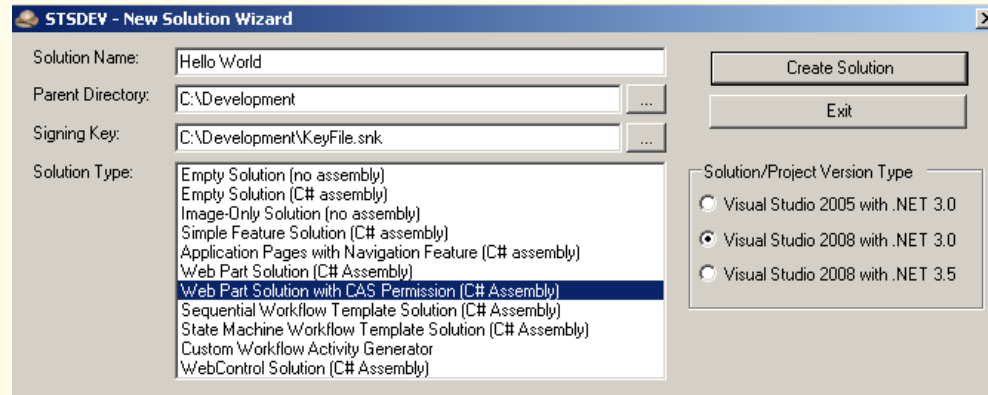 STSDEV - New Solution Wizard
Solution Name:
Hello World
Create Solution
Parent Directory:
C:\Development
...
Exit
Signing Key:
C:\Development\KeyFile.snk
...
Solution Type:
Empty Solution (no assembly)
Empty Solution (C# assembly)
Image-Only Solution (no assembly)
Simple Feature Solution (C# assembly)
Application Pages with Navigation Feature (C# assembly)
Web Part Solution (C# Assembly)
Web Part Solution with CAS Permission (C# Assembly)
Sequential Workflow Template Solution (C# Assembly)
State Machine Workflow Template Solution (C# Assembly)
Custom Workflow Activity Generator
WebControl Solution (C# Assembly)
Solution/Project Version Type
Visual Studio 2005 with .NET 3.0
Visual Studio 2008 with .NET 3.0
Visual Studio 2008 with .NET 3.5